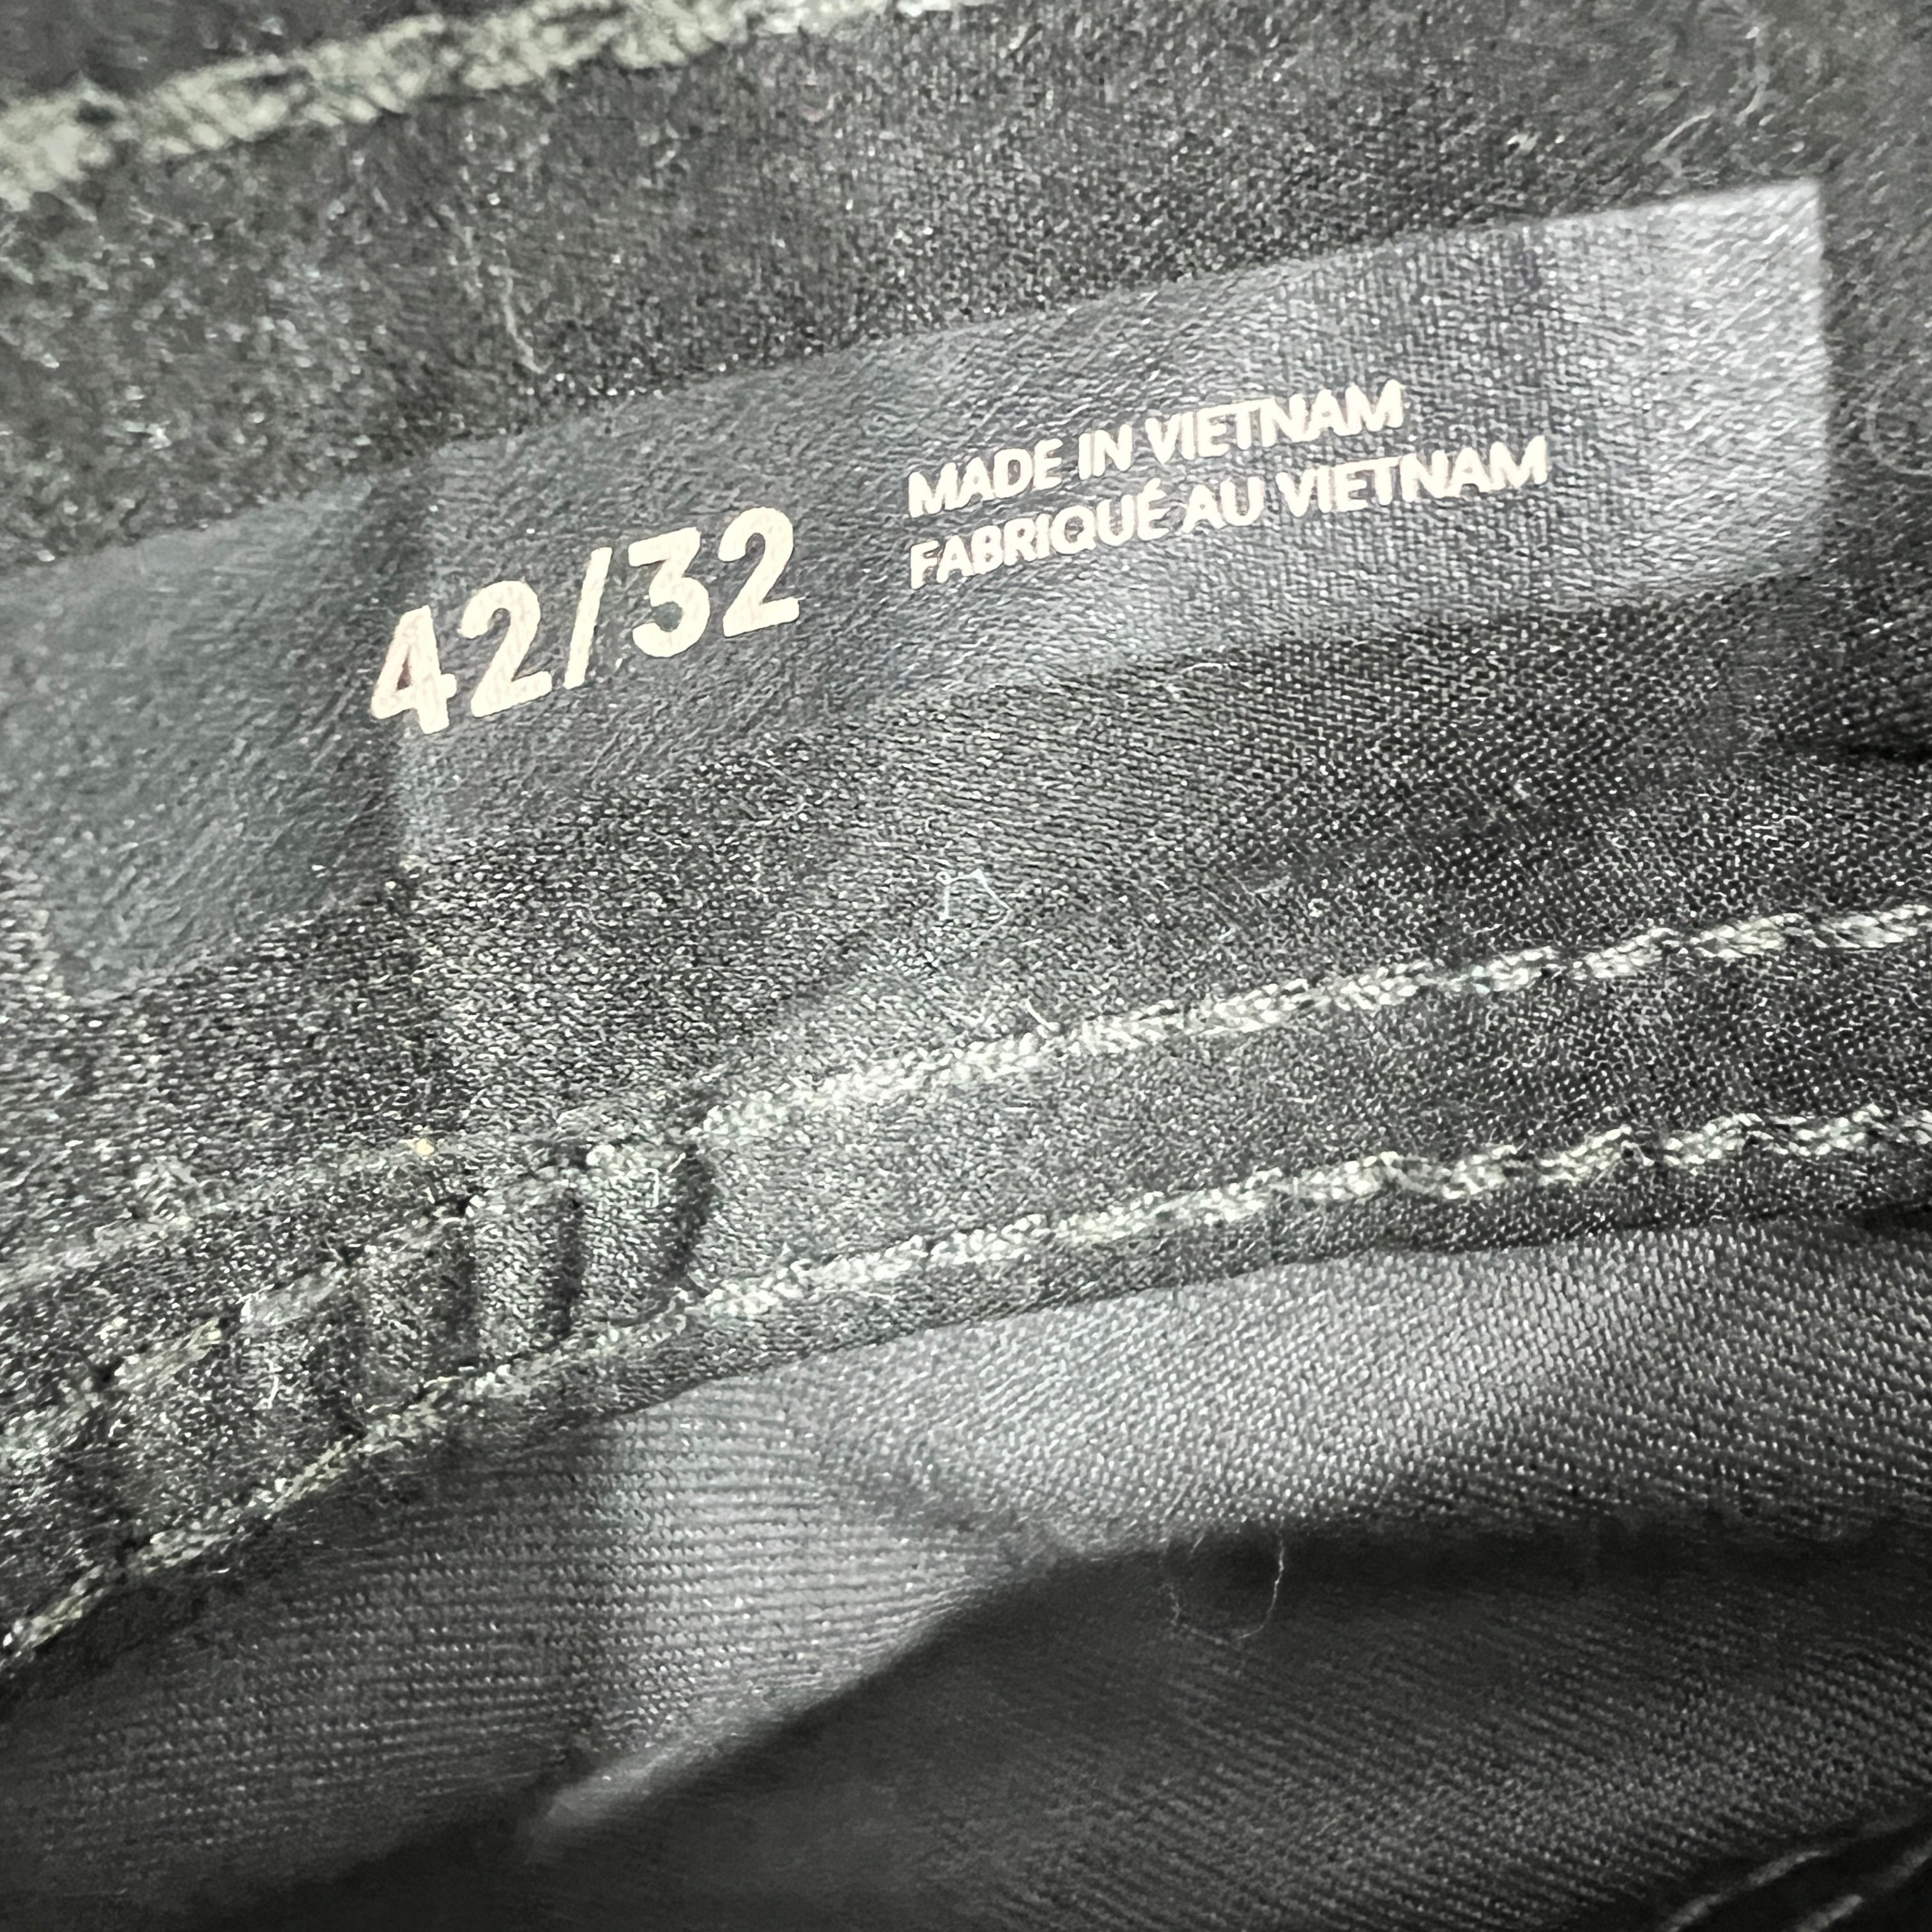 42/32
MADE IN VIETNAM
FABRIQUÉ AU VIETNAM